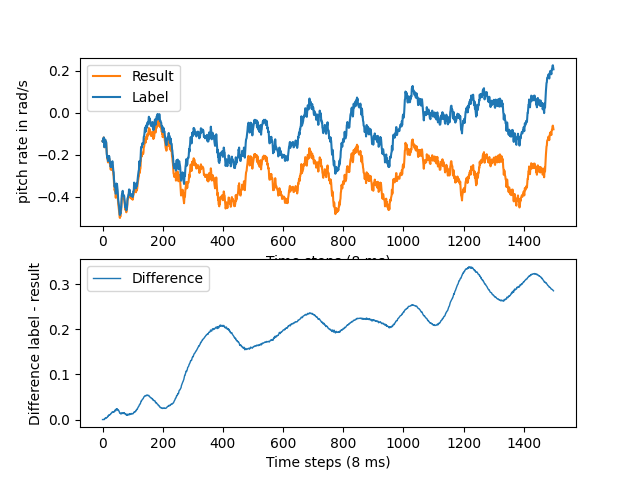 pitch rate in rad/s
0.2
0.0
−0.2
−0.4
Result
Label
0 200 400 600 800 1000 1200 1400
Time steps (8 ms)
Difference label - result
0.3
0.2
0.1
0.0
Difference
0 200 400 600 800 1000 1200 1400
Time steps (8 ms)